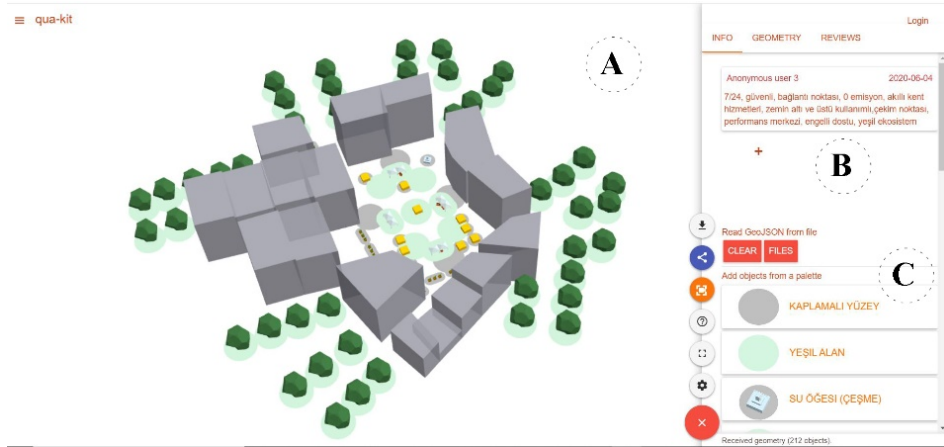 qua-kit
Login
INFO GEOMETRY REVIEWS
A
Anonymous user 3 2020-06-04
7/24, güvenli, bağlantı noktası, 0 emisyon, akıllı kent
hizmetleri, zemin altı ve üstü kullanımlı,çekim noktası,
performans merkezi, engelli dostu, yeşil ekosistem
+
B
Read GeoJSON from file
CLEAR FILES
C
Add objects from a palette
KAPLAMALI YÜZEY
YEŞİL ALAN
SU ÖĞESI (ÇEŞME)
Received geometry (212 objects).